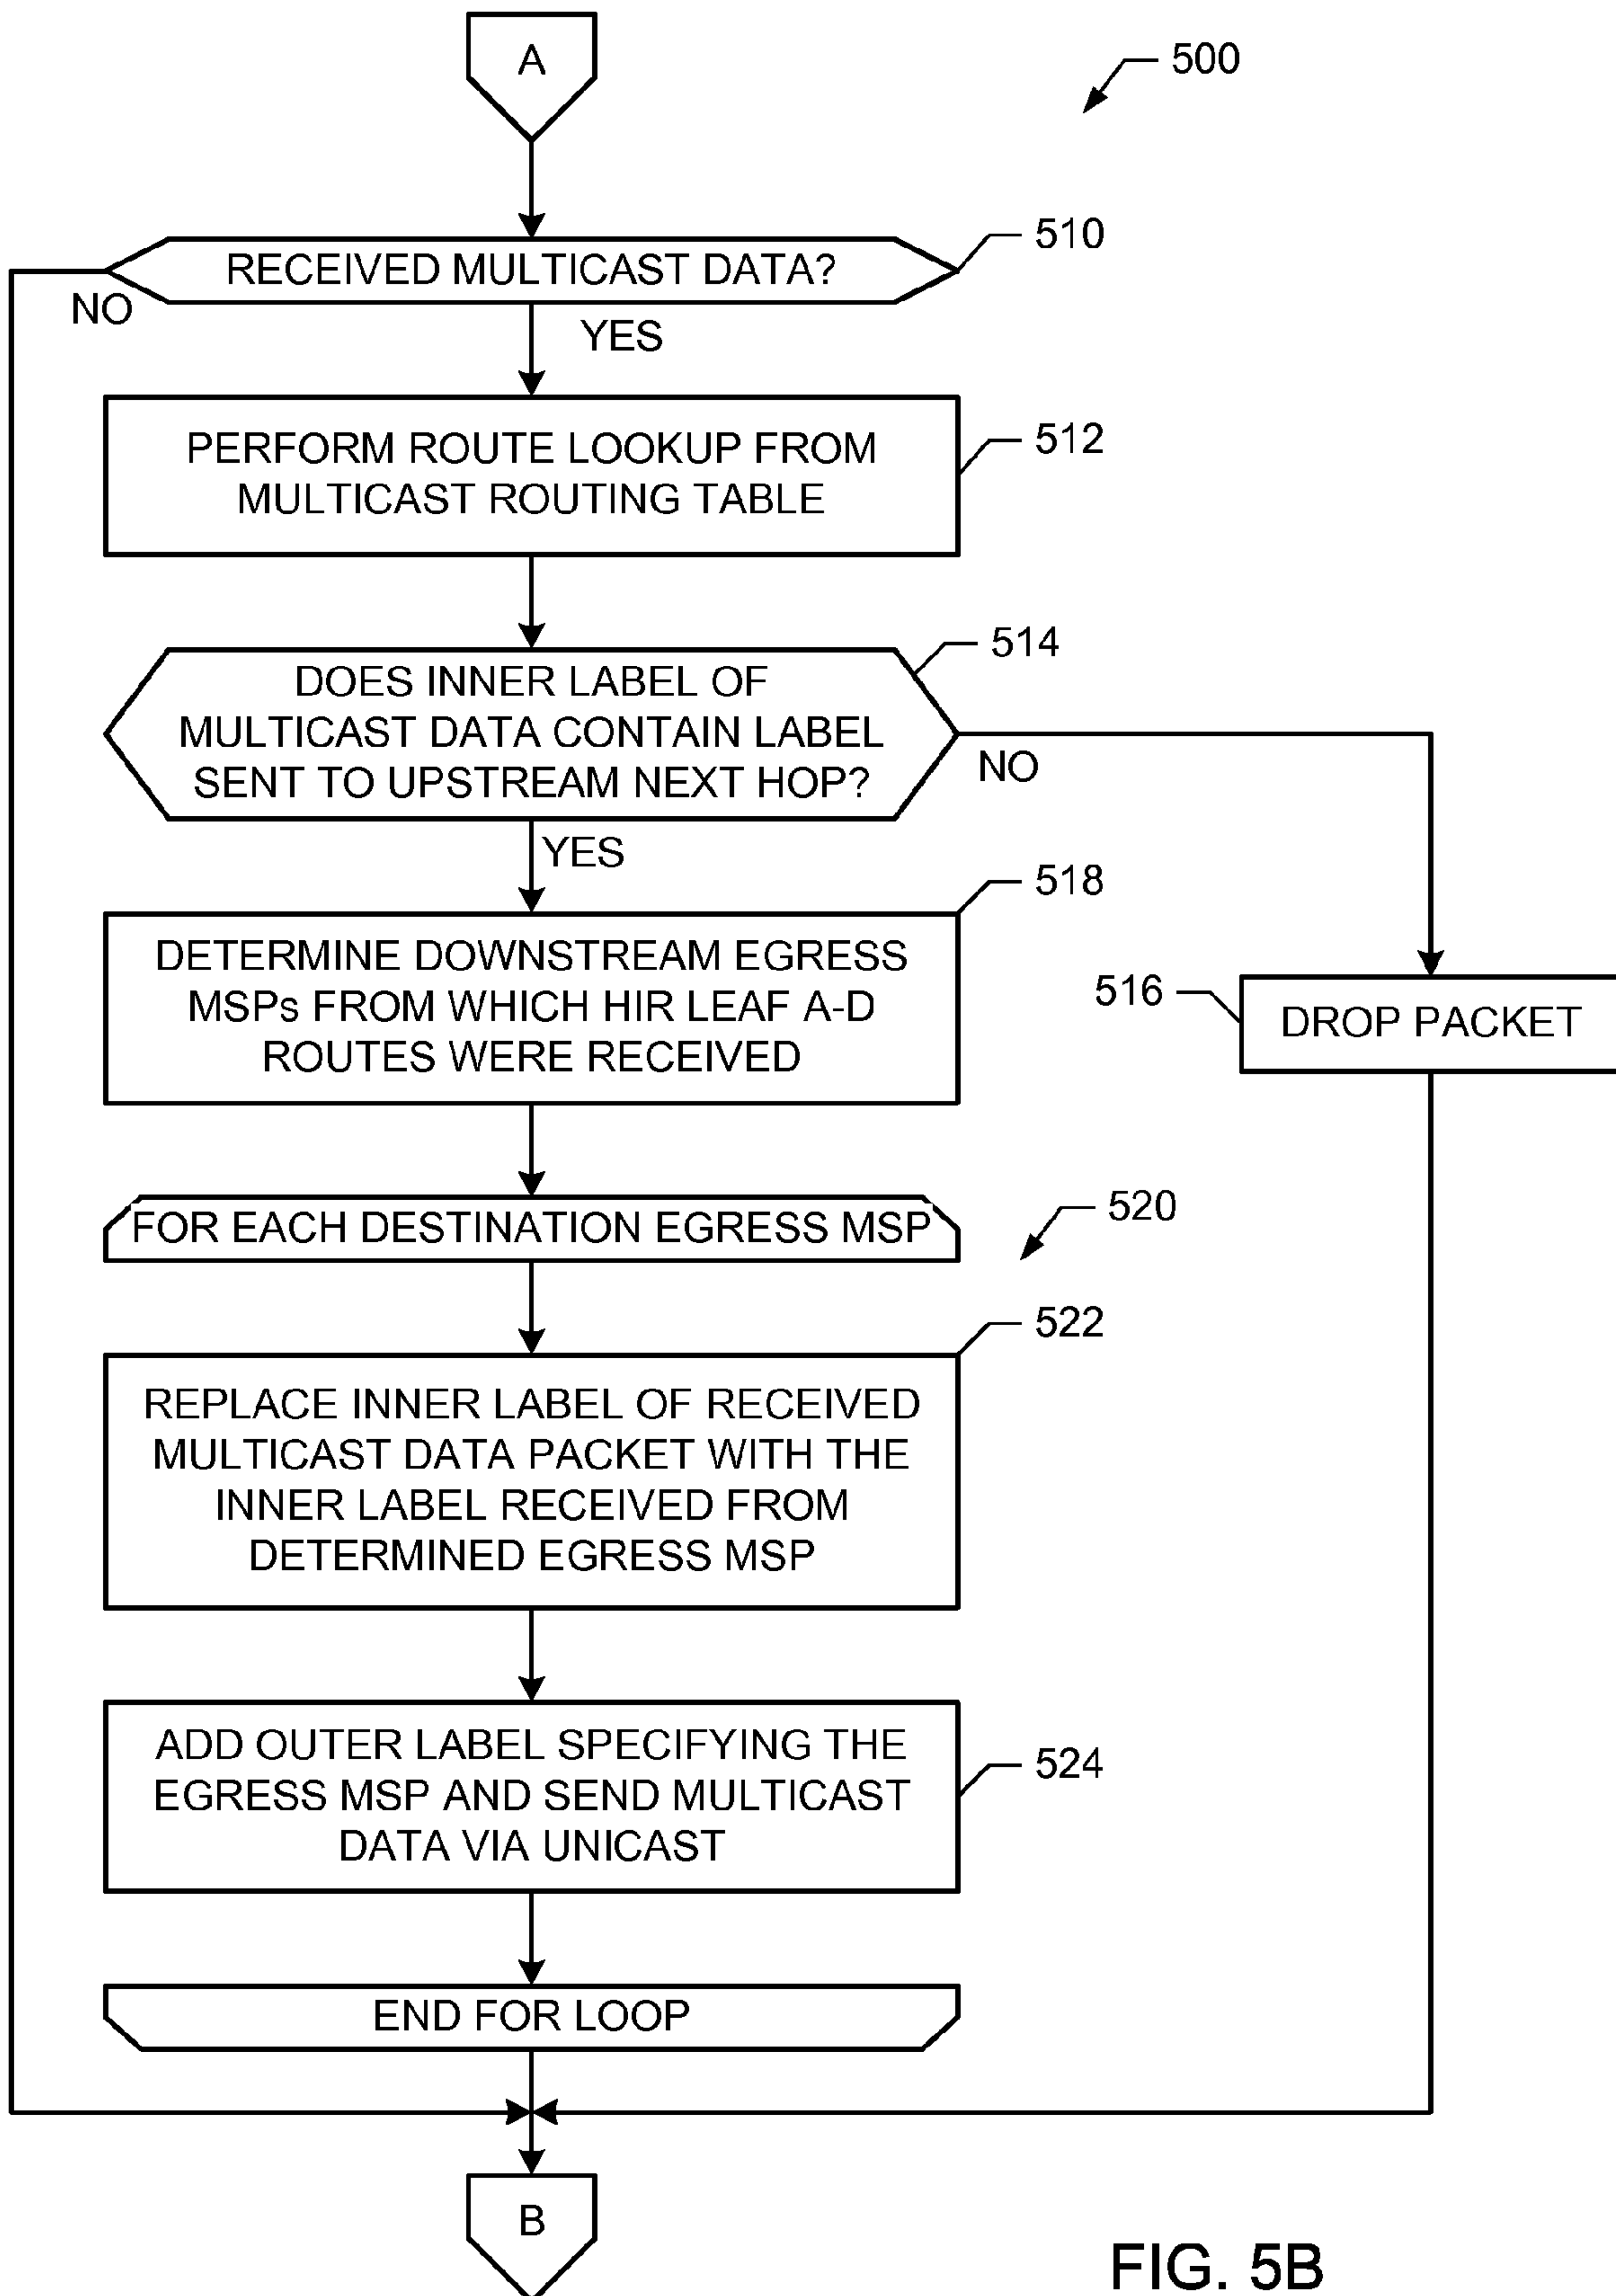 A
500
510
RECEIVED MULTICAST DATA?
NO
YES
PERFORM ROUTE LOOKUP FROM
MULTICAST ROUTING TABLE
512
514
DOES INNER LABEL OF
MULTICAST DATA CONTAIN LABEL
SENT TO UPSTREAM NEXT HOP?
NO
YES
518
DETERMINE DOWNSTREAM EGRESS
MSPs FROM WHICH HIR LEAF A-D
ROUTES WERE RECEIVED
516
DROP PACKET
520
FOR EACH DESTINATION EGRESS MSP
522
REPLACE INNER LABEL OF RECEIVED
MULTICAST DATA PACKET WITH THE
INNER LABEL RECEIVED FROM
DETERMINED EGRESS MSP
ADD OUTER LABEL SPECIFYING THE
EGRESS MSP AND SEND MULTICAST
DATA VIA UNICAST
524
END FOR LOOP
B
FIG. 5B